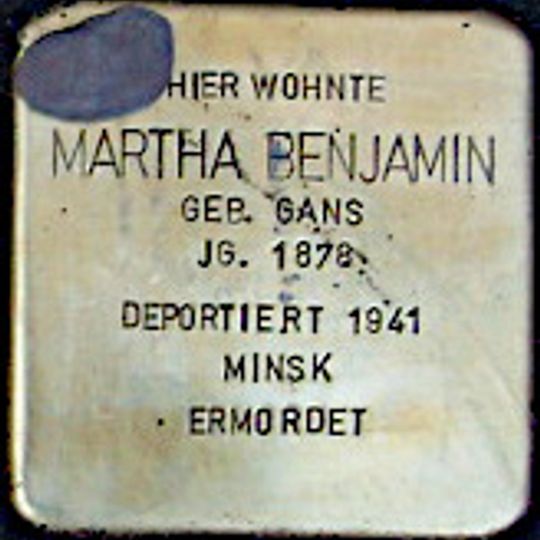 HIER WOHNTE
MARTHA BENJAMIN
GEB. GANS
JG. 1878
DEPORTIERT 1941
MINSK
ERMORDET